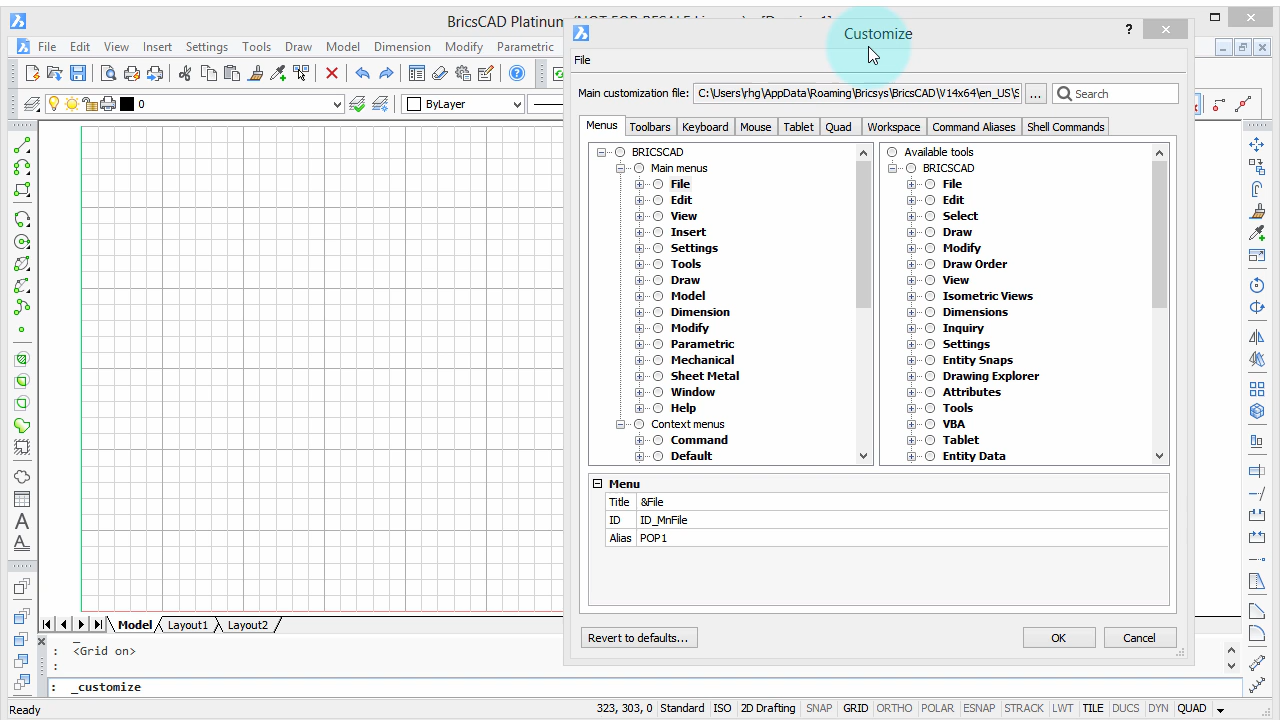 BricsCAD Platinum
Customize
?
File Edit View Insert Settings Tools Draw Model Dimension Modify Parametric
File
Main customization file: C:\Users\rhg\AppData\Roaming\Bricsys\BricsCAD\V14x64\en_US\S ... Search
0 ByLayer
Menus Toolbars Keyboard Mouse Tablet Quad Workspace Command Aliases Shell Commands
BRICSCAD
Main menus
File
Edit
View
Insert
Settings
Tools
Draw
Model
Dimension
Modify
Parametric
Mechanical
Sheet Metal
Window
Help
Context menus
Command
Default
Available tools
BRICSCAD
File
Edit
Select
Draw
Modify
Draw Order
View
Isometric Views
Dimensions
Inquiry
Settings
Entity Snaps
Drawing Explorer
Attributes
Tools
VBA
Tablet
Entity Data
Menu
Title &File
ID ID_MnFile
Alias POP1
Revert to defaults... OK Cancel
Model Layout1 Layout2
: <Grid on>
:
: _customize
Ready 323, 303, 0 Standard ISO 2D Drafting SNAP GRID ORTHO POLAR ESNAP STRACK LWT TILE DUCS DYN QUAD